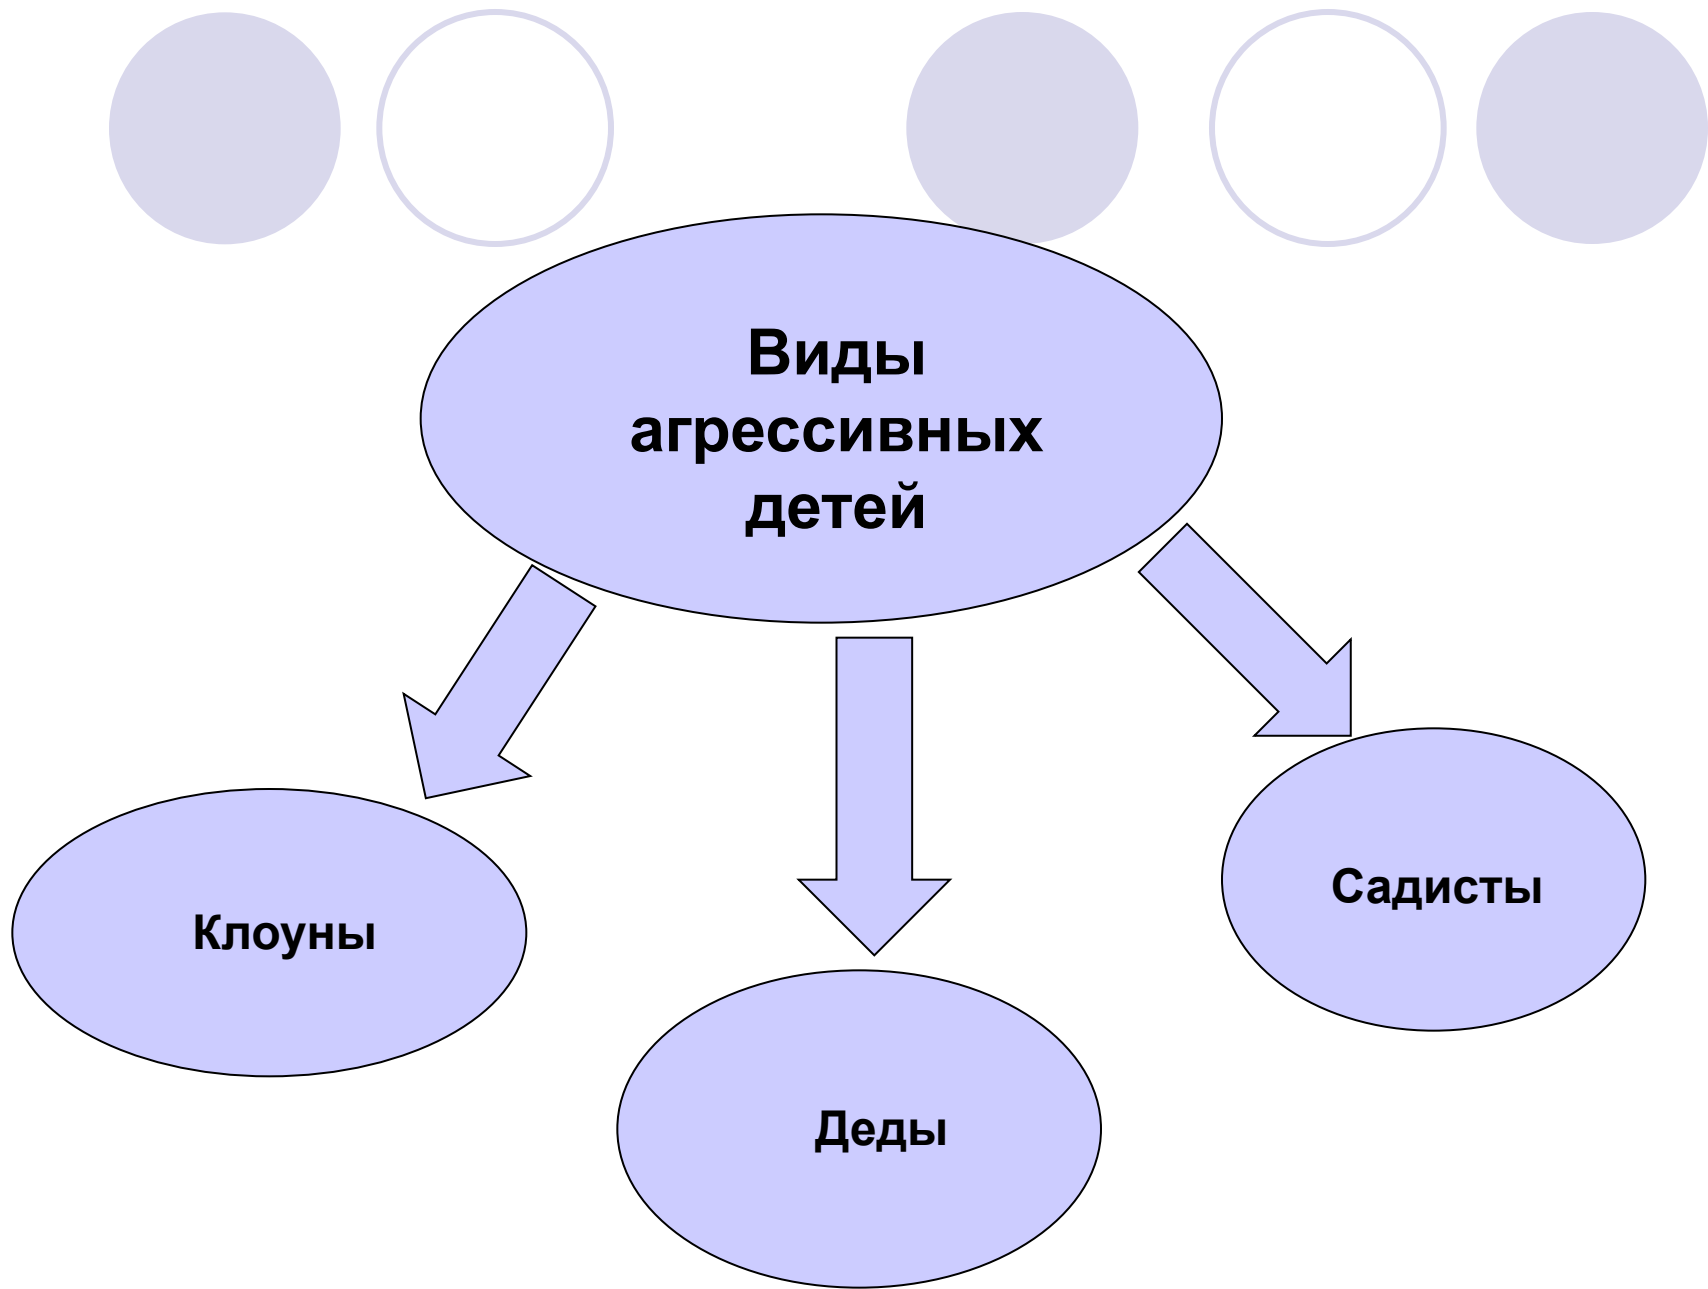 Виды
агрессивных
детей
Клоуны
Деды
Садисты